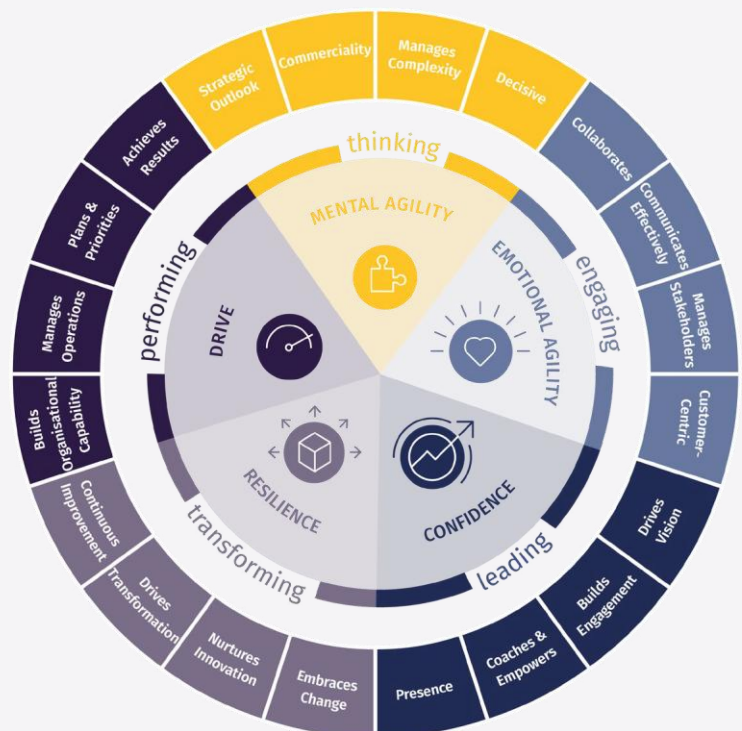 Strategic
Outlook
Commerciality
Manages
Complexity
Decisive
Collaborates
Communicates
Effectively
Manages
Stakeholders
Customer-
Centric
Drives
Vision
Builds
Engagement
Coaches &
Empowers
Presence
Embraces
Change
Nurtures
Innovation
Drives
Transformation
Continuous
Improvement
Builds
Organisational
Capability
Manages
Operations
Plans &
Priorities
Achieves
Results
thinking
engaging
leading
transforming
performing
MENTAL AGILITY
EMOTIONAL AGILITY
CONFIDENCE
RESILIENCE
DRIVE